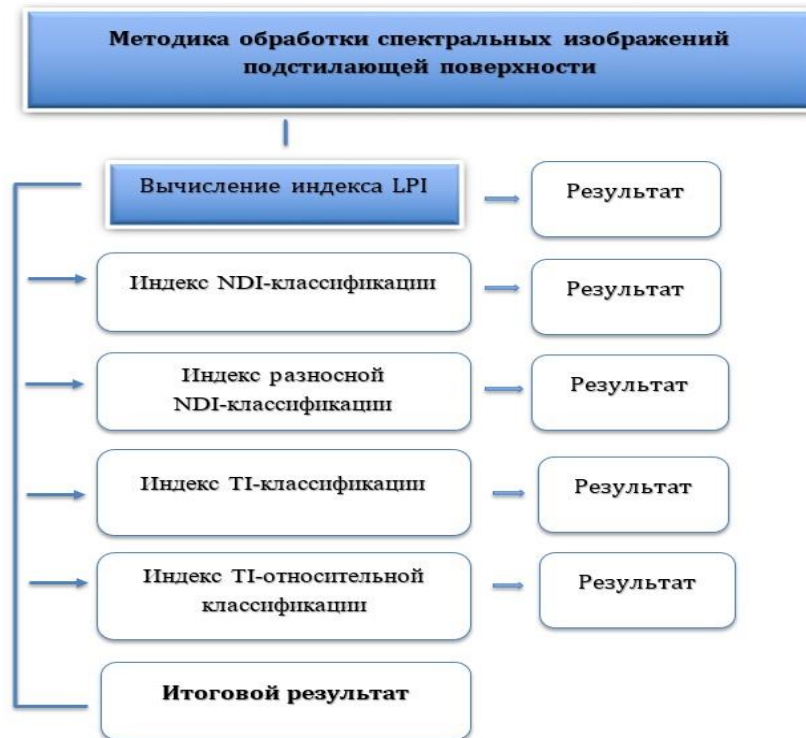 Методика обработки спектральных изображений
подстилающей поверхности
Вычисление индекса LPI
Результат
Индекс NDI-классификации
Результат
Индекс разносной
NDI-классификации
Результат
Индекс TI-классификации
Результат
Индекс TI-относительной
классификации
Результат
Итоговой результат